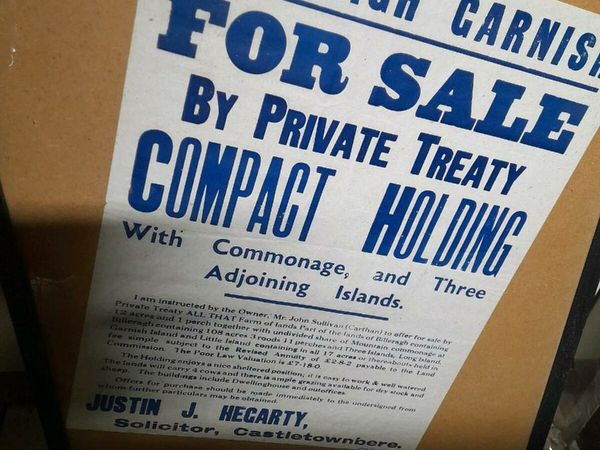 GARNISH
FOR SALE
BY PRIVATE TREATY
COMPACT HOLDING
With Commonage, and Three
Adjoining Islands.
I am instructed by the Owner, Mr. John Sullivan (Carthan) to offer for sale by
Private Treaty ALL THAT Farm of lands Part of the lands of Billeragh containing
12 acres and 1 perch together with undivided share of Mountain commonage at
Billeragh containing 108 acres 3 roods 11 perches and Three Islands, Long Island
Garnish Island and Little Island containing in all 17 acres or thereabouts held in
fee simple subject to the Revised Annuity of £2-8-2 payable to the Land
Commission. The Poor Law Valuation is £7:18:0.
The Holding enjoys a nice sheltered position; it is easy to work & well watered
The lands will carry 4 cows and there is ample grazing available for dry stock and
sheep. The buildings include Dwellinghouse and outoffices.
Offers for purchase should be made immediately to the undersigned from
whom further particulars may be obtained.
JUSTIN J. HEGARTY,
Solicitor, Castletownbere.